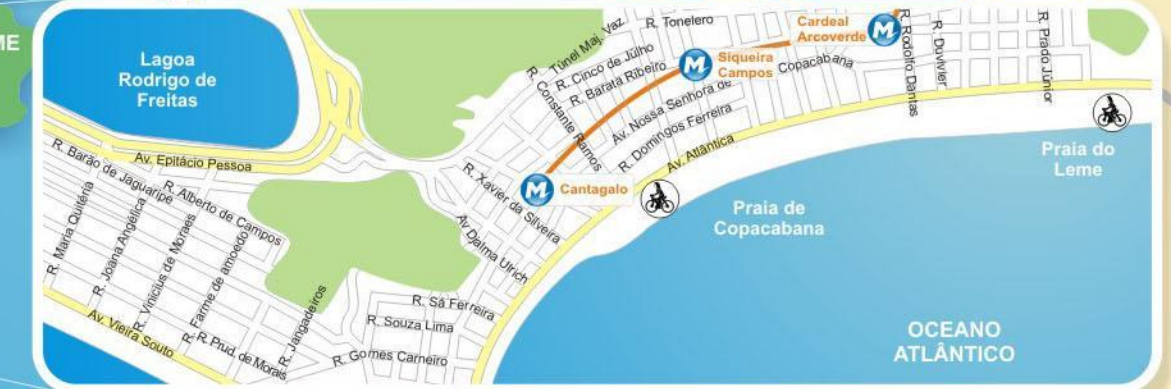 ME
Lagoa
Rodrigo de
Freitas
R. Túnel Maj. Vaz
R. Tonelero
Cardeal
Arcoverde
M
R. Rodolfo Dantas
R. Duvivier
R. Prado Júnior
R. Cinco de Julho
R. Barata Ribeiro
M
Siqueira
Campos
Av. Nossa Senhora de Copacabana
R. Constante Ramos
R. Domingos Ferreira
Av. Atlântica
Praia do
Leme
Av. Epitácio Pessoa
R. Barão de Jaguaripe
R. Alberto de Campos
R. Xavier da Silveira
M
Cantagalo
Praia de
Copacabana
R. Maria Quitéria
R. Joana Angélica
R. Vinícius de Moraes
R. Farme de amoedo
Av Djalma Ulrich
R. Jangadeiros
R. Sá Ferreira
R. Souza Lima
R. Gomes Carneiro
Av. Vieira Souto
R. Prud. de Morais
OCEANO
ATLÂNTICO